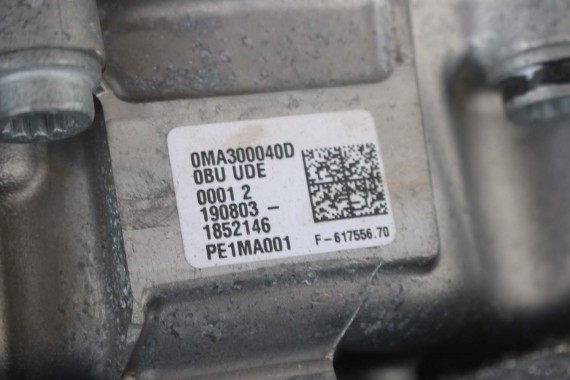 0MA300040D
0BU UDE
0001 2
190803 -
1852146
PE1MA001
F-617556.70